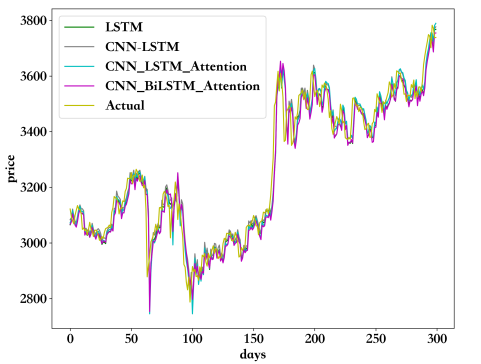 LSTM
CNN-LSTM
CNN_LSTM_Attention
CNN_BiLSTM_Attention
Actual
3800
3600
3400
3200
3000
2800
price
0 50 100 150 200 250 300
days